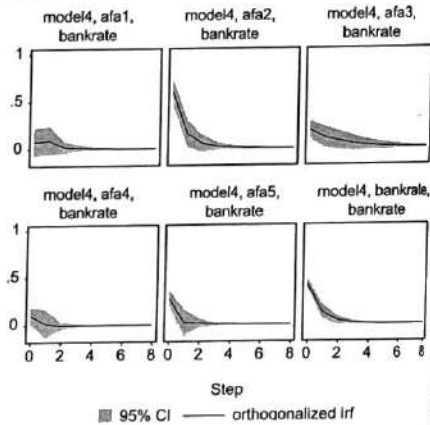 model4, afa1, bankrate
model4, afa2, bankrate
model4, afa3, bankrate
1
.5
0
model4, afa4, bankrate
model4, afa5, bankrate
model4, bankrate, bankrate
1
.5
0
0 2 4 6 8 0 2 4 6 8 0 2 4 6 8
Step
95% CI orthogonalized irf